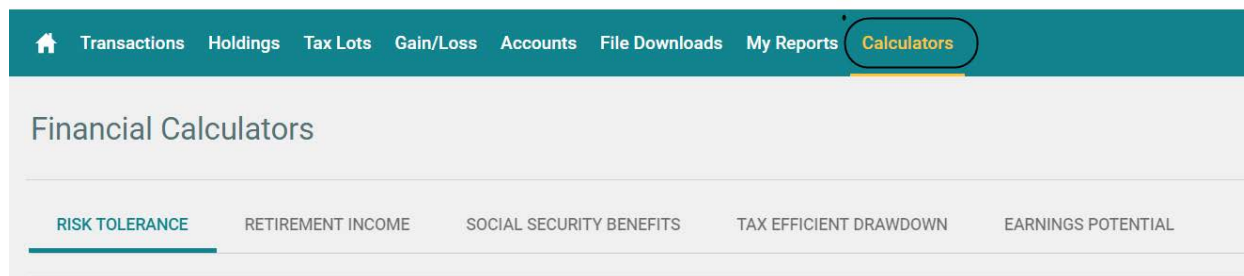 Transactions Holdings Tax Lots Gain/Loss Accounts File Downloads My Reports Calculators
Financial Calculators
RISK TOLERANCE RETIREMENT INCOME SOCIAL SECURITY BENEFITS TAX EFFICIENT DRAWDOWN EARNINGS POTENTIAL